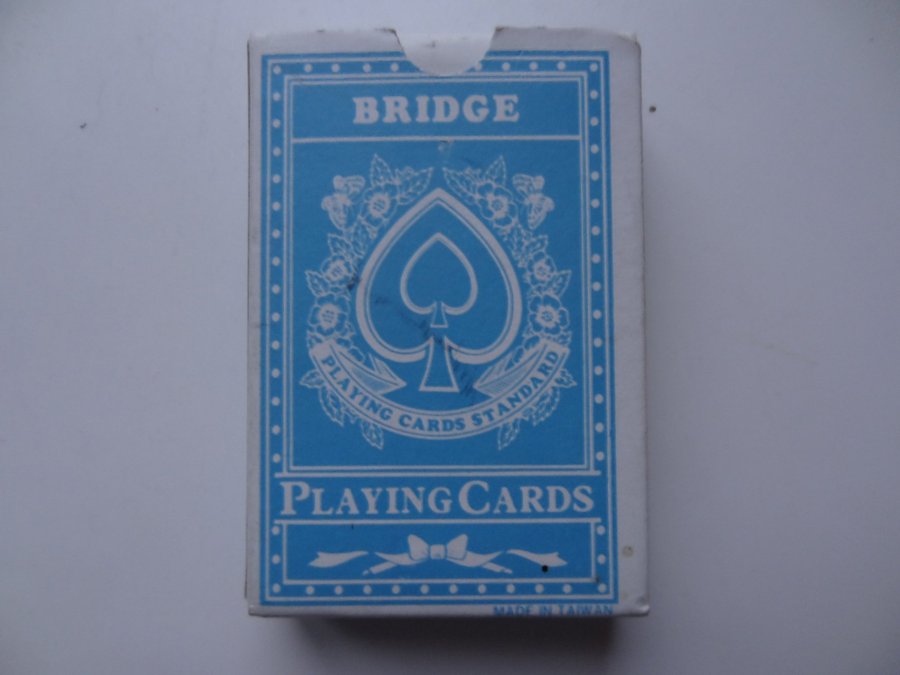 BRIDGE
PLAYING CARDS STANDARD
PLAYING CARDS
MADE IN TAIWAN